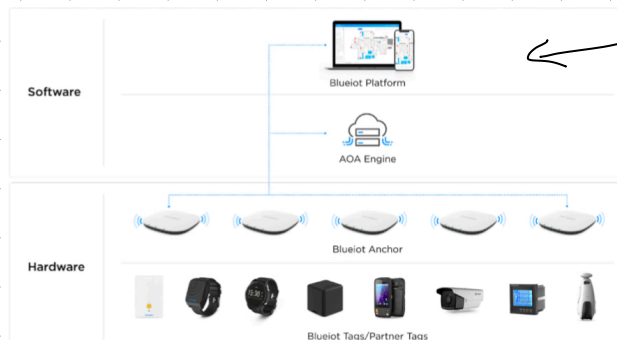 Software
Blueiot Platform
AOA Engine
Hardware
Blueiot Anchor
Blueiot Tags/Partner Tags